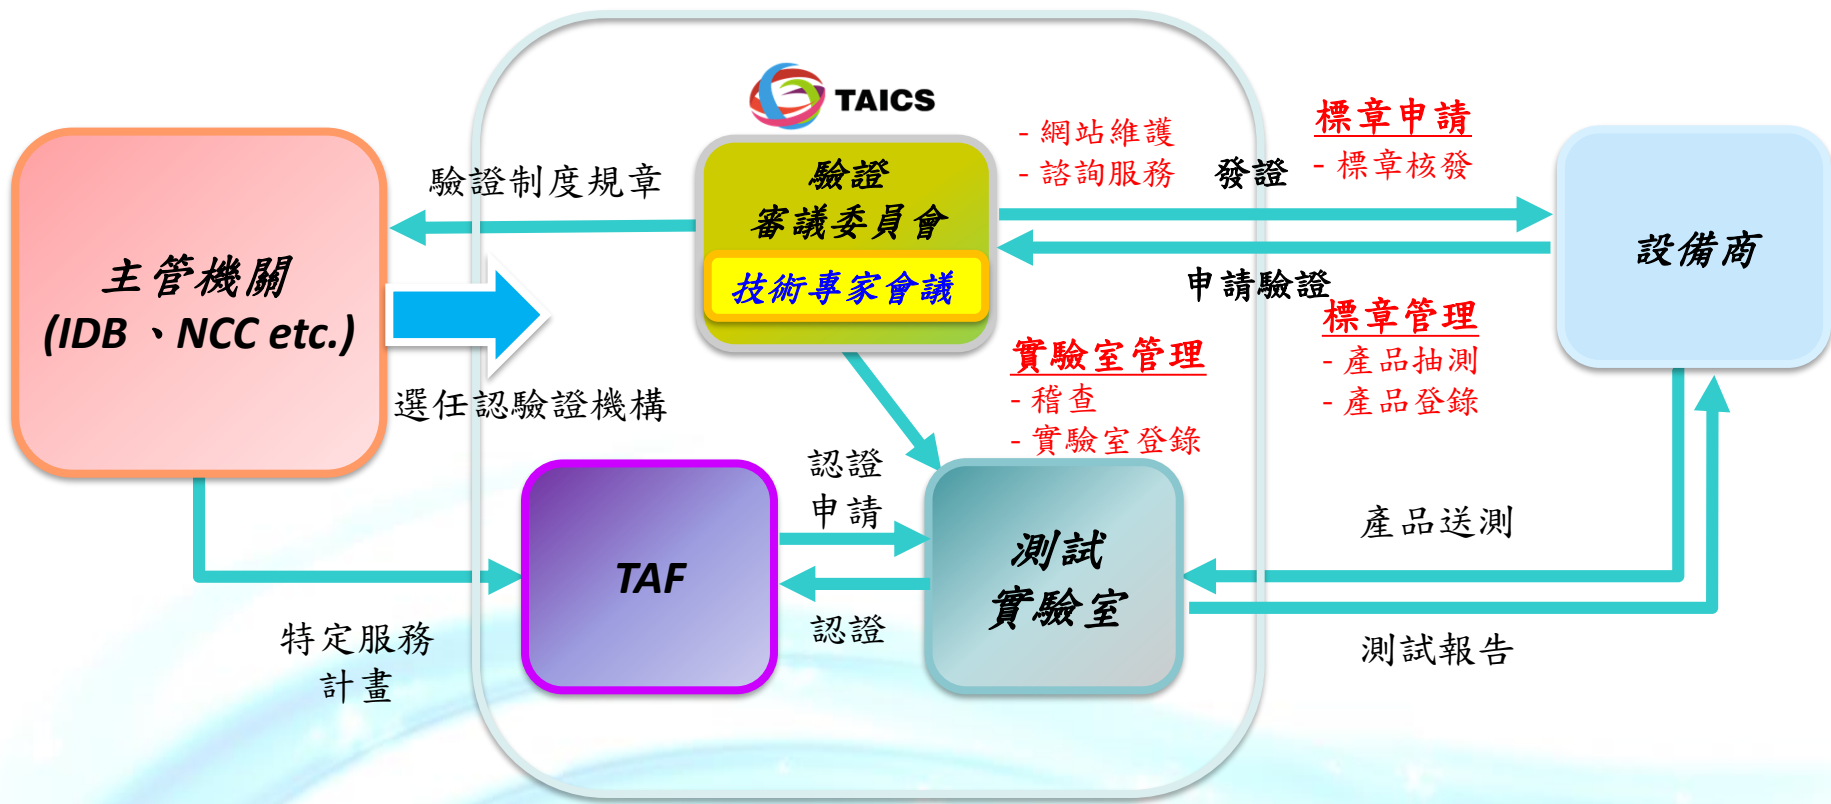 TAICS
驗證
審議委員會
技術專家會議
驗證制度規章
主管機關
(IDB、NCC etc.)
選任認驗證機構
- 網站維護
- 諮詢服務
發證
標章申請
- 標章核發
設備商
申請驗證
標章管理
- 產品抽測
- 產品登錄
實驗室管理
- 稽查
- 實驗室登錄
認證
申請
TAF
認證
測試
實驗室
產品送測
測試報告
特定服務
計畫